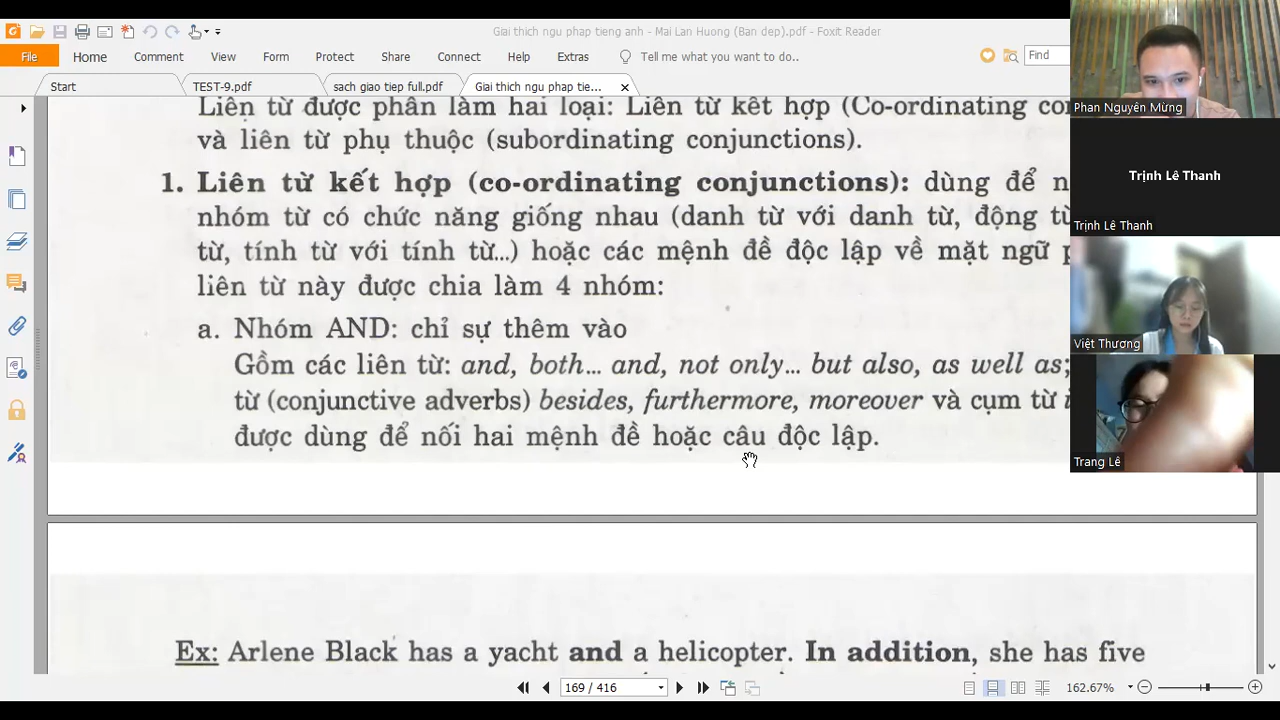 Giai thich ngu phap tieng anh - Mai Lan Huong (Ban dep).pdf - Foxit Reader
File Home Comment View Form Protect Share Connect Help Extras Tell me what you want to do.. Find
Start TEST-9.pdf sach giao tiep full.pdf Giai thich ngu phap tie...
Liên từ được phân làm hai loại: Liên từ kết hợp (Co-ordinating
và liên từ phụ thuộc (subordinating conjunctions).
1. Liên từ kết hợp (co-ordinating conjunctions): dùng để
nhóm từ có chức năng giống nhau (danh từ với danh từ, động từ
từ, tính từ với tính từ...) hoặc các mệnh đề độc lập về mặt ngữ
liên từ này được chia làm 4 nhóm:
a. Nhóm AND: chỉ sự thêm vào
Gồm các liên từ: and, both... and, not only... but also, as well as;
từ (conjunctive adverbs) besides, furthermore, moreover và cụm từ
được dùng để nối hai mệnh đề hoặc câu độc lập.
Ex: Arlene Black has a yacht and a helicopter. In addition, she has five
169 / 416
162.67%
Phan Nguyên Mừng
Trịnh Lê Thanh
Trịnh Lê Thanh
Việt Thương
Trang Lê